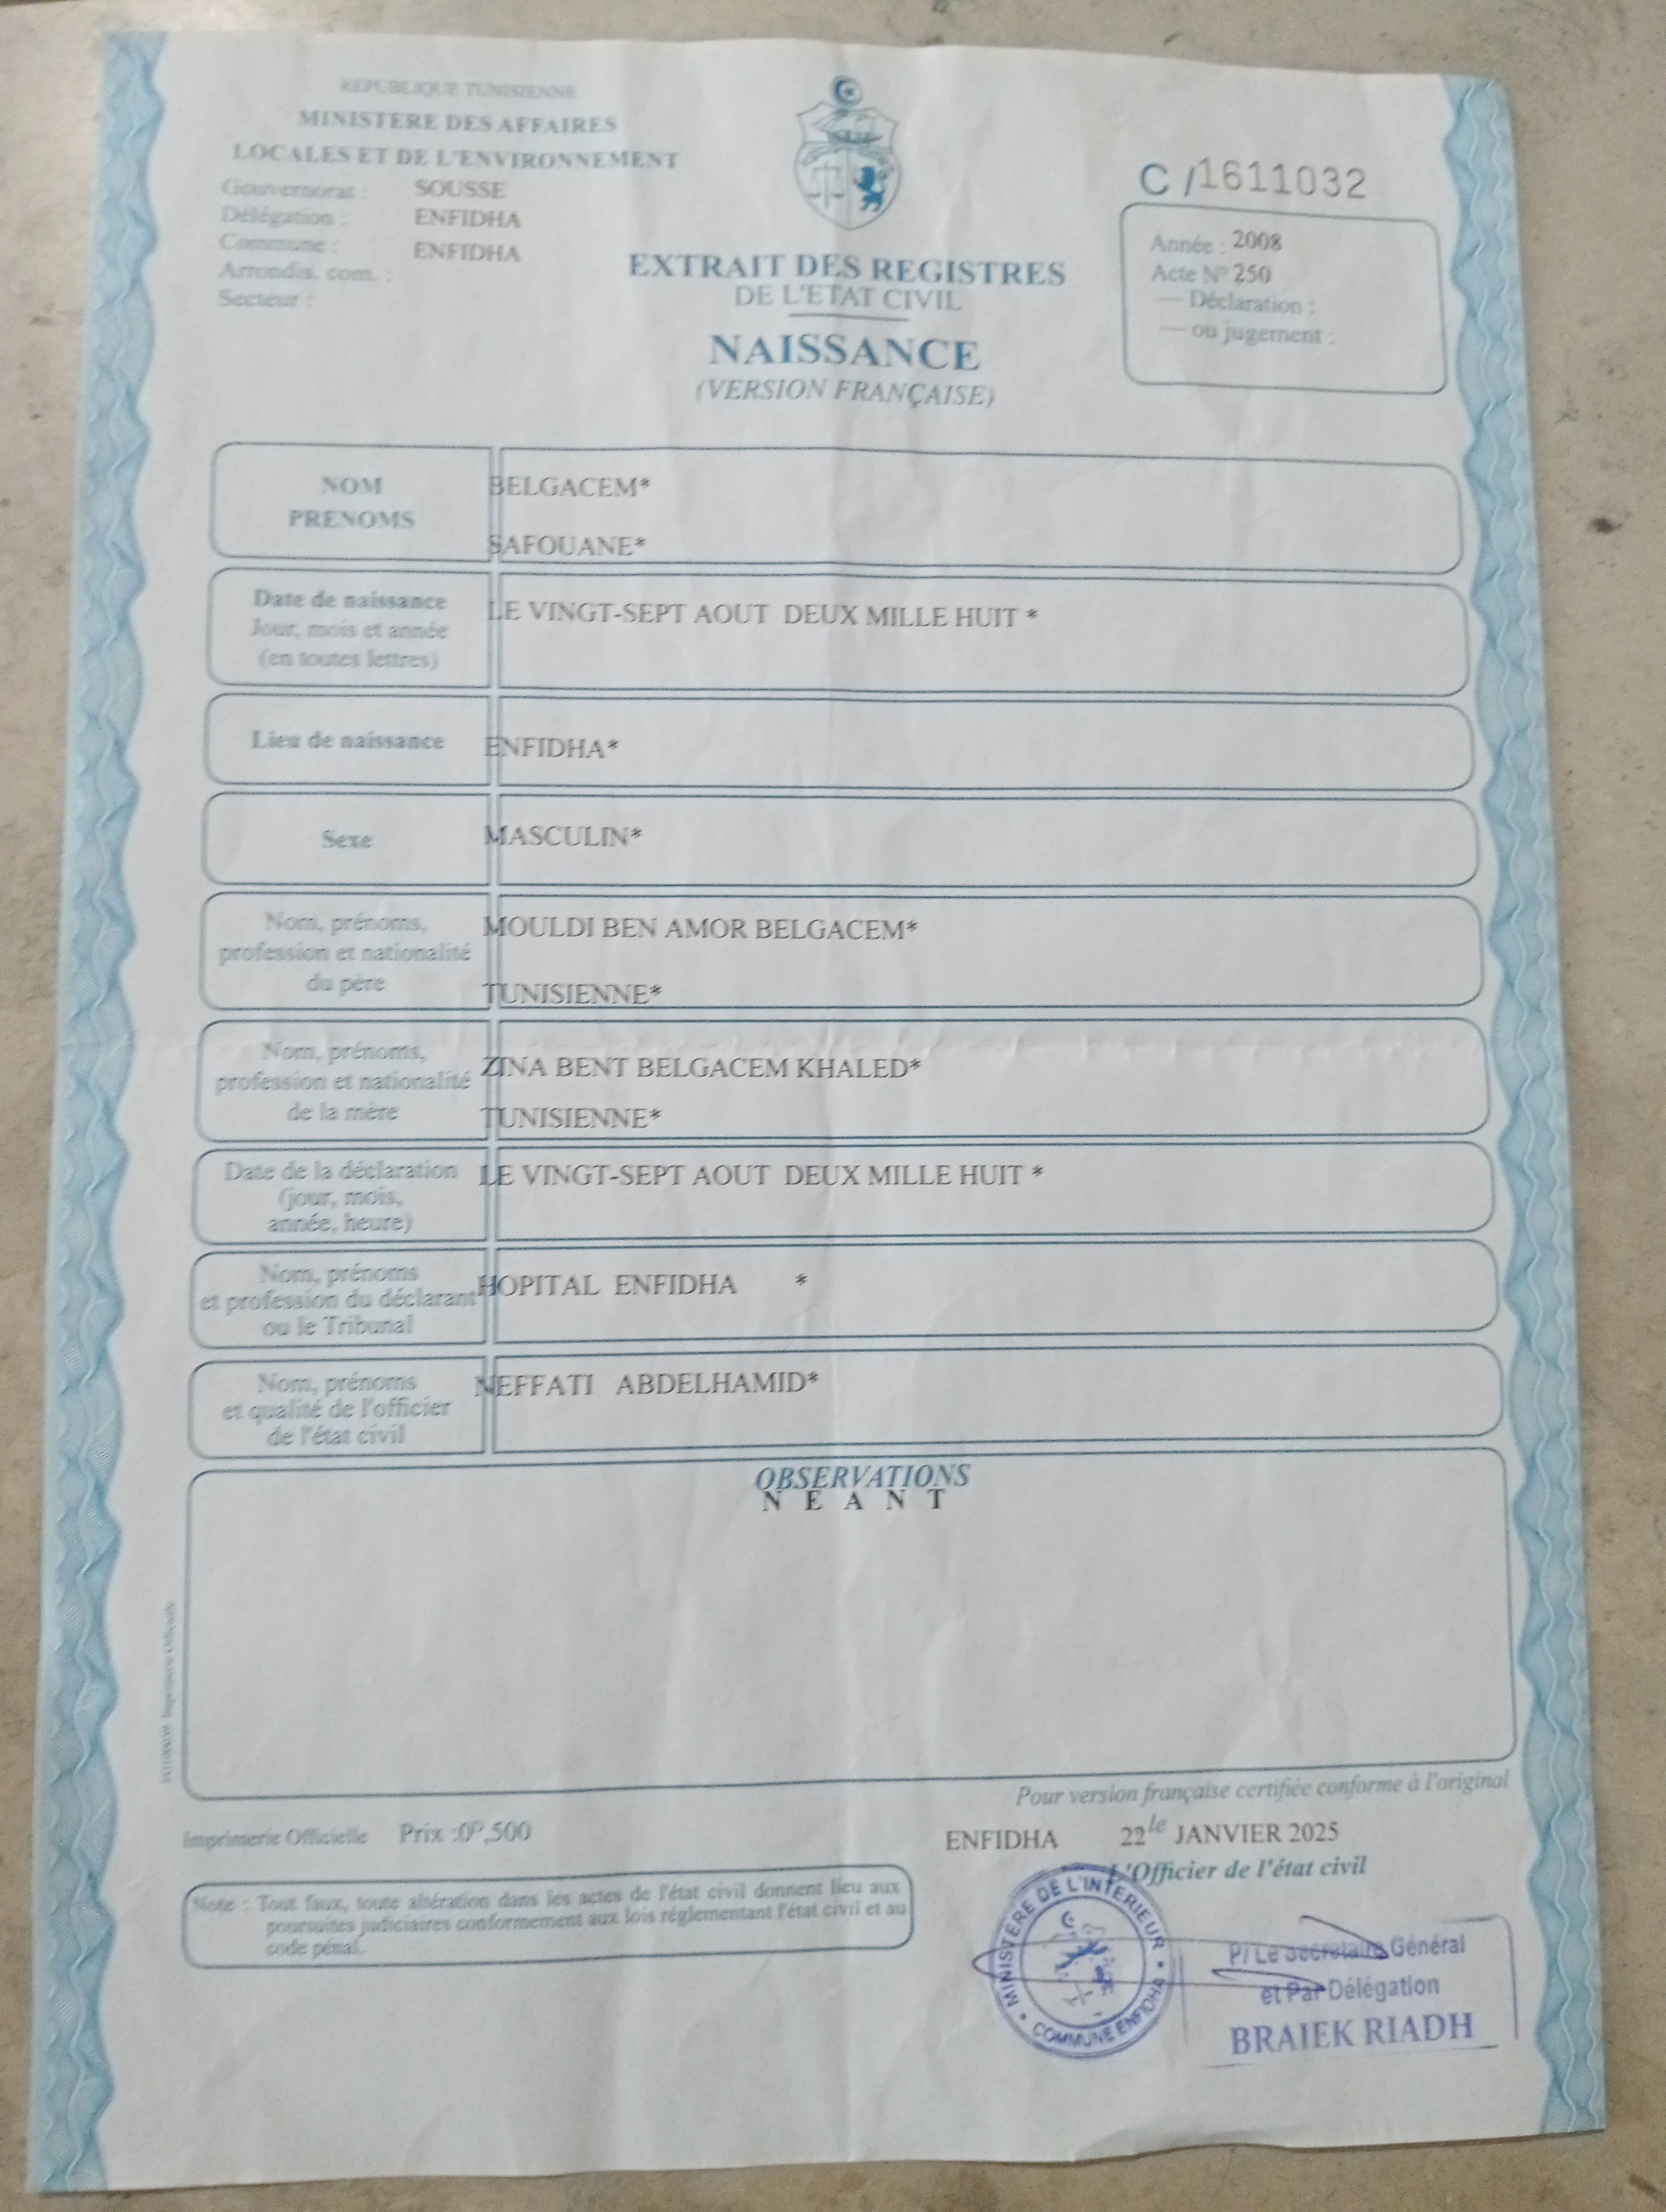 REPUBLIQUE TUNISIENNE
MINISTERE DES AFFAIRES
LOCALES ET DE L'ENVIRONNEMENT
Gouvernorat : SOUSSE
Délégation : ENFIDHA
Commune : ENFIDHA
Arrondis. com. :
Secteur :
EXTRAIT DES REGISTRES
DE L'ETAT CIVIL
NAISSANCE
(VERSION FRANÇAISE)
C /1611032
Année : 2008
Acte N° 250
— Déclaration :
— ou jugement :
NOM
PRENOMS
BELGACEM*
SAFOUANE*
Date de naissance
Jour, mois et année
(en toutes lettres)
LE VINGT-SEPT AOUT DEUX MILLE HUIT *
Lieu de naissance
ENFIDHA*
Sexe
MASCULIN*
Nom, prénoms,
profession et nationalité
du père
MOULDI BEN AMOR BELGACEM*
TUNISIENNE*
Nom, prénoms,
profession et nationalité
de la mère
ZINA BENT BELGACEM KHALED*
TUNISIENNE*
Date de la déclaration
(jour, mois,
année, heure)
LE VINGT-SEPT AOUT DEUX MILLE HUIT *
Nom, prénoms
et profession du déclarant
ou le Tribunal
HOPITAL ENFIDHA *
Nom, prénoms
et qualité de l'officier
de l'état civil
NEFFATI ABDELHAMID*
OBSERVATIONS
N E A N T
Pour version française certifiée conforme à l'original
Imprimerie Officielle Prix :0D,500
ENFIDHA 22 le JANVIER 2025
L'Officier de l'état civil
Note : Tout faux, toute altération dans les actes de l'état civil donnent lieu aux
poursuites judiciaires conformement aux lois réglementant l'état civil et au
code pénal.
MINISTÈRE DE L'INTERIEUR
COMMUNE ENFIDHA
P/ Le Secretaire Général
et Par Délégation
BRAIEK RIADH